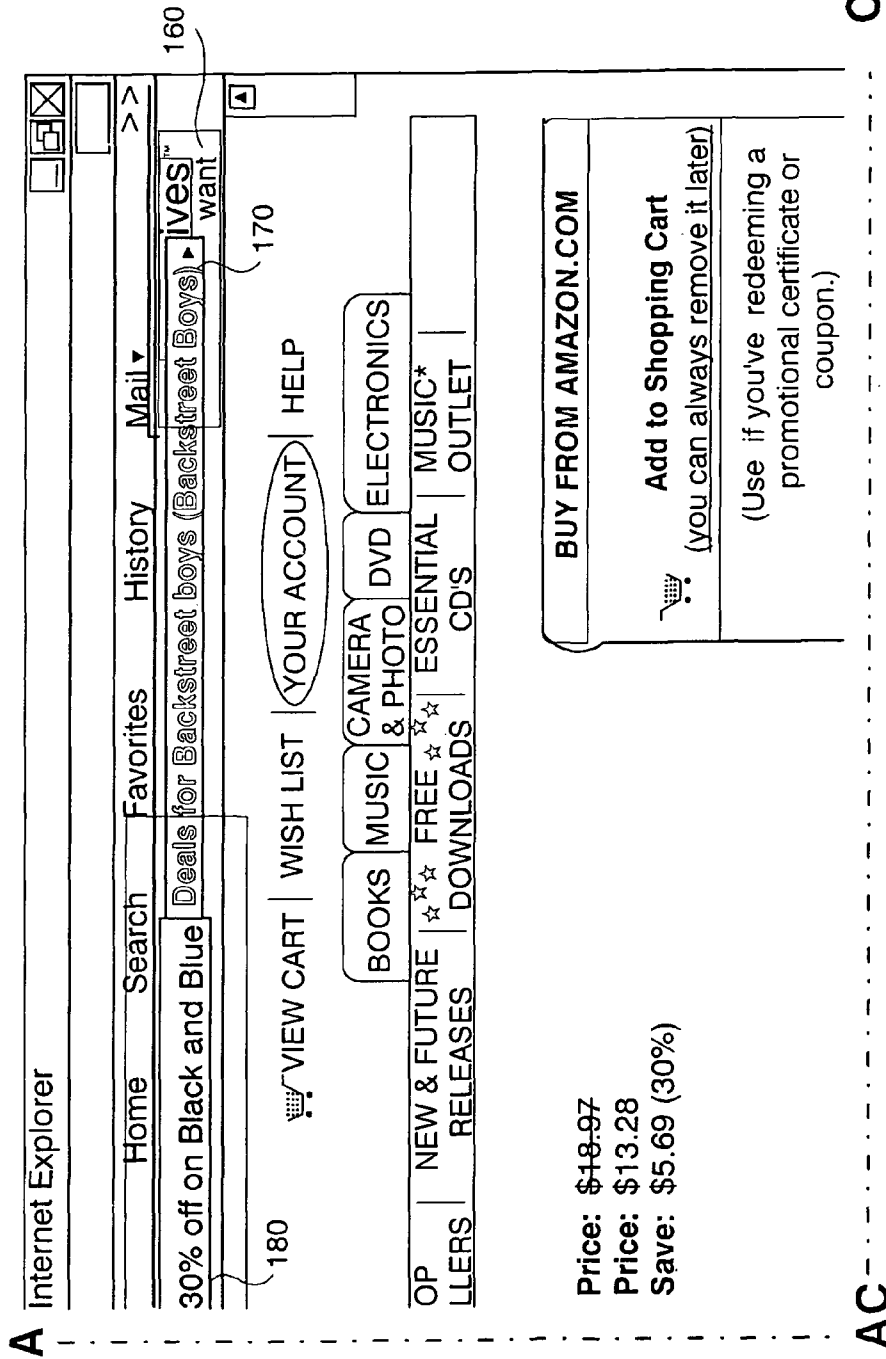 A
Internet Explorer
Home Search Favorites History Mail >>
160
30% off on Black and Blue Deals for Backstreet boys (Backstreet Boys) ives™
want
170
180
VIEW CART | WISH LIST | YOUR ACCOUNT | HELP
BOOKS MUSIC CAMERA & PHOTO DVD ELECTRONICS
OP NEW & FUTURE FREE ESSENTIAL MUSIC*
LLERS RELEASES DOWNLOADS CD'S OUTLET
Price: $18.97
Price: $13.28
Save: $5.69 (30%)
BUY FROM AMAZON.COM
Add to Shopping Cart
(you can always remove it later)
(Use if you've redeeming a
promotional certificate or
coupon.)
AC